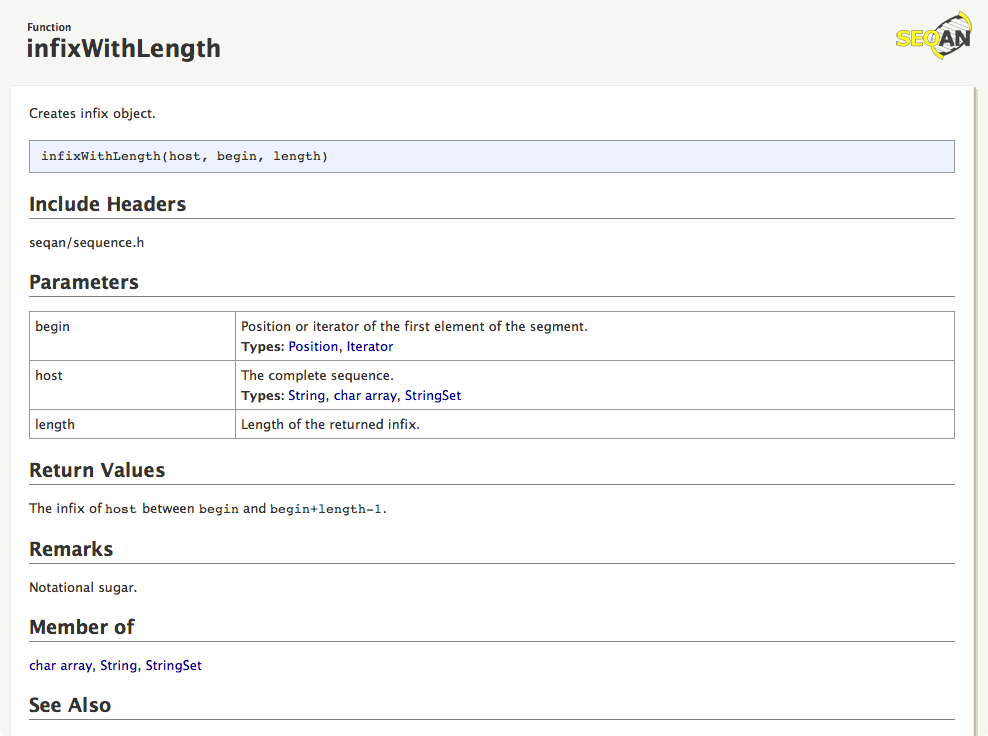 Function
infixWithLength
SEQAN
Creates infix object.
infixWithLength(host, begin, length)
Include Headers
seqan/sequence.h
Parameters
begin
Position or iterator of the first element of the segment.
Types: Position, Iterator
host
The complete sequence.
Types: String, char array, StringSet
length
Length of the returned infix.
Return Values
The infix of host between begin and begin+length-1.
Remarks
Notational sugar.
Member of
char array, String, StringSet
See Also